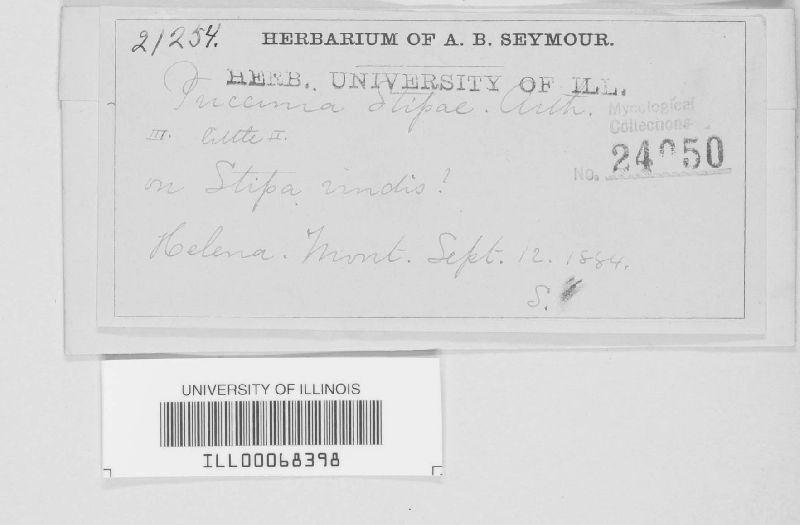 21254.
HERBARIUM OF A. B. SEYMOUR.
HERB. UNIVERSITY OF ILL.
Puccinia Stipae. Arth.
Mycological
Collections
III. little II.
No. 24050
on Stipa viridis?
Helena. Mont. Sept. 12. 1884.
S.
UNIVERSITY OF ILLINOIS
ILL00068398